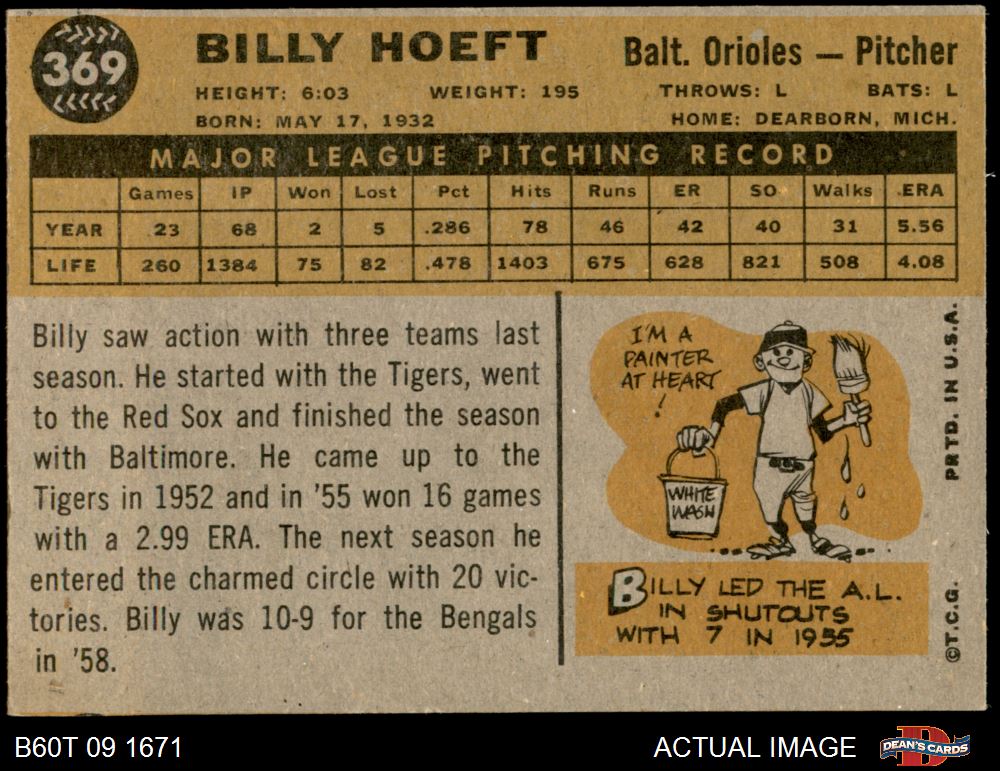 369
BILLY HOEFT
Balt. Orioles — Pitcher
HEIGHT: 6:03 WEIGHT: 195 THROWS: L BATS: L
BORN: MAY 17, 1932 HOME: DEARBORN, MICH.
MAJOR LEAGUE PITCHING RECORD
Games IP Won Lost Pct Hits Runs ER SO Walks ERA
YEAR 23 68 2 5 .286 78 46 42 40 31 5.56
LIFE 260 1384 75 82 .478 1403 675 628 821 508 4.08
Billy saw action with three teams last
season. He started with the Tigers, went
to the Red Sox and finished the season
with Baltimore. He came up to the
Tigers in 1952 and in '55 won 16 games
with a 2.99 ERA. The next season he
entered the charmed circle with 20 vic-
tories. Billy was 10-9 for the Bengals
in '58.
I'M A
PAINTER
AT HEART
!
WHITE
WASH
BILLY LED THE A.L.
IN SHUTOUTS
WITH 7 IN 1955
©T.C.G. PRTD. IN U.S.A.
B60T 09 1671
ACTUAL IMAGE
DEAN'S CARDS